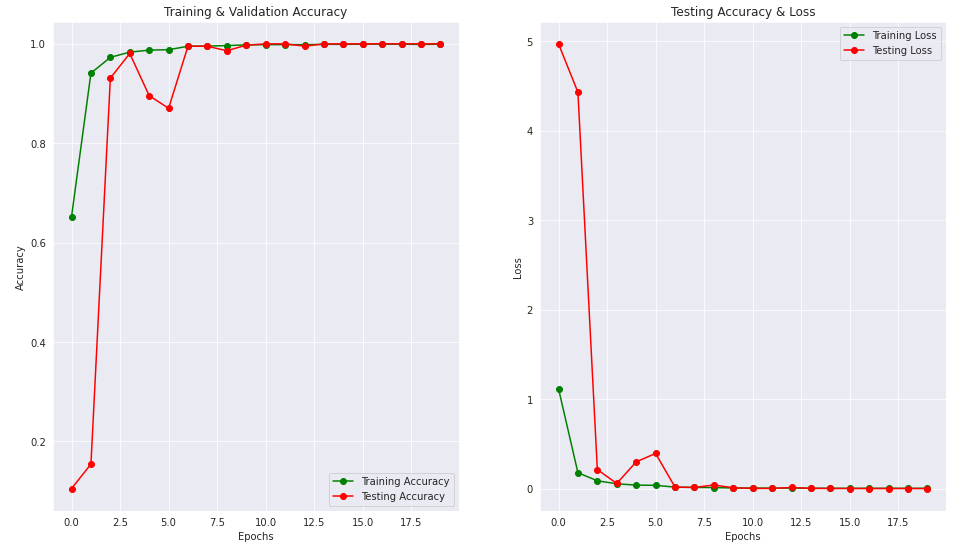 Training & Validation Accuracy
1.0
0.8
0.6
0.4
0.2
Accuracy
Training Accuracy
Testing Accuracy
0.0 2.5 5.0 7.5 10.0 12.5 15.0 17.5
Epochs
Testing Accuracy & Loss
Training Loss
Testing Loss
5
4
3
2
1
0
Loss
0.0 2.5 5.0 7.5 10.0 12.5 15.0 17.5
Epochs